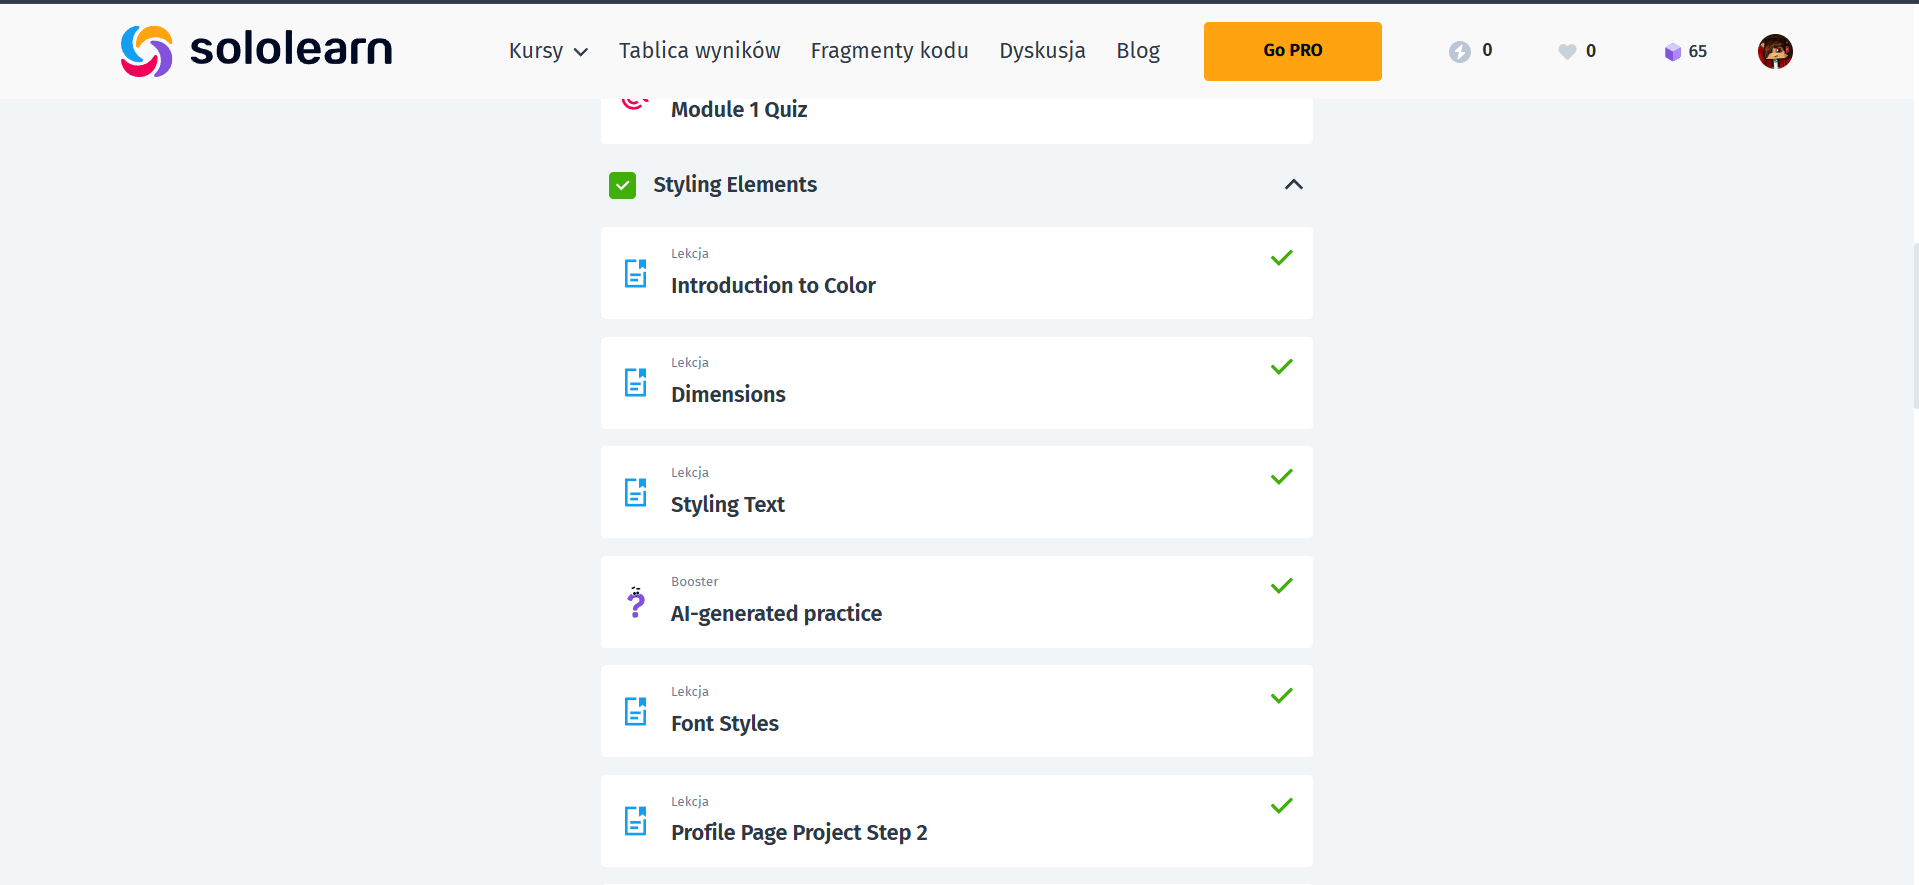 sololearn
Kursy Tablica wyników Fragmenty kodu Dyskusja Blog Go PRO 0 0 65
Module 1 Quiz
Styling Elements
Lekcja
Introduction to Color
Lekcja
Dimensions
Lekcja
Styling Text
Booster
AI-generated practice
Lekcja
Font Styles
Lekcja
Profile Page Project Step 2